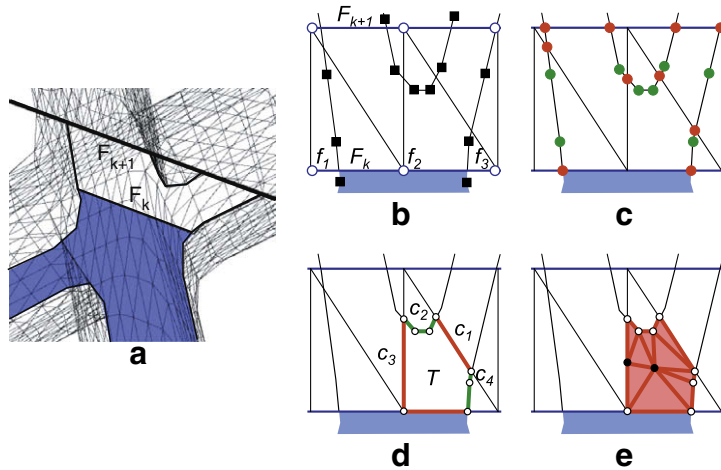 F_{k+1}
F_k
a
F_{k+1}
f_1 F_k f_2 f_3
b
c
c_2
c_1
c_3
T
c_4
d
e